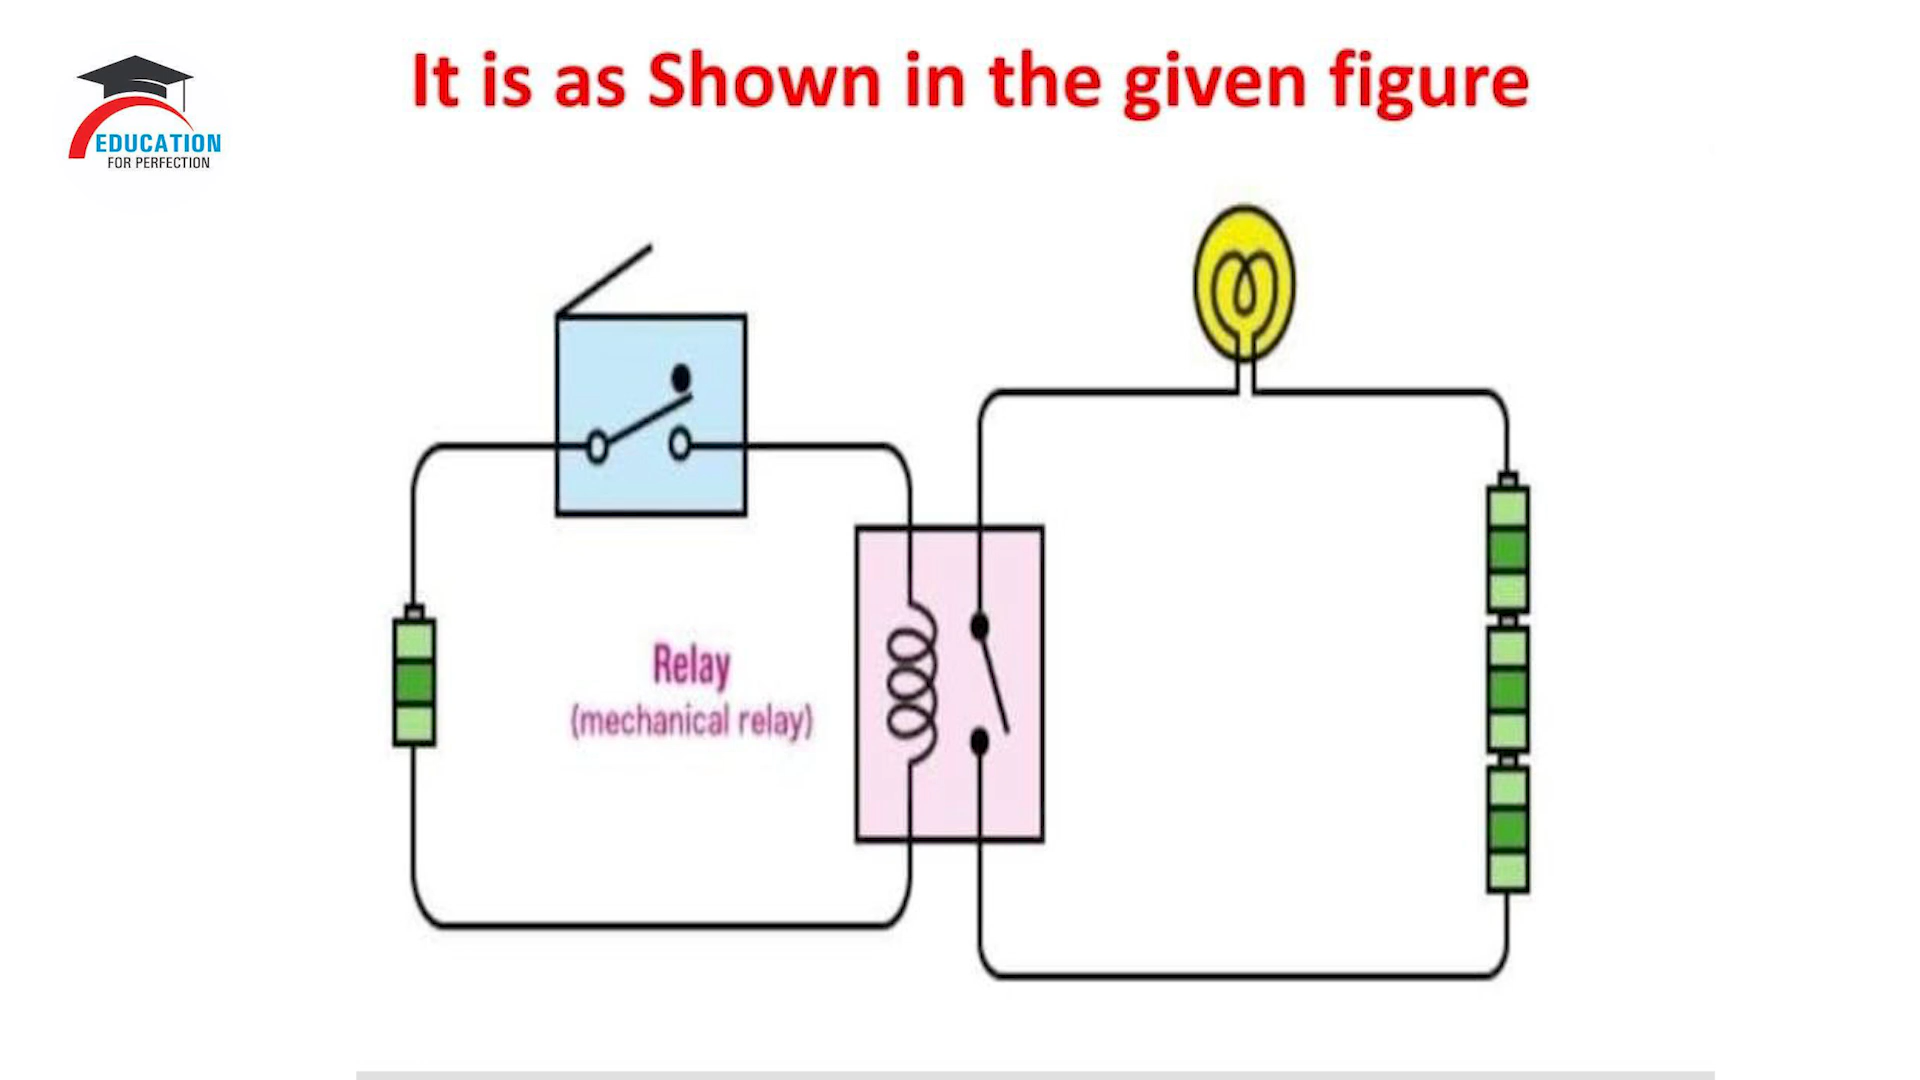 It is as Shown in the given figure
EDUCATION
FOR PERFECTION
Relay
(mechanical relay)